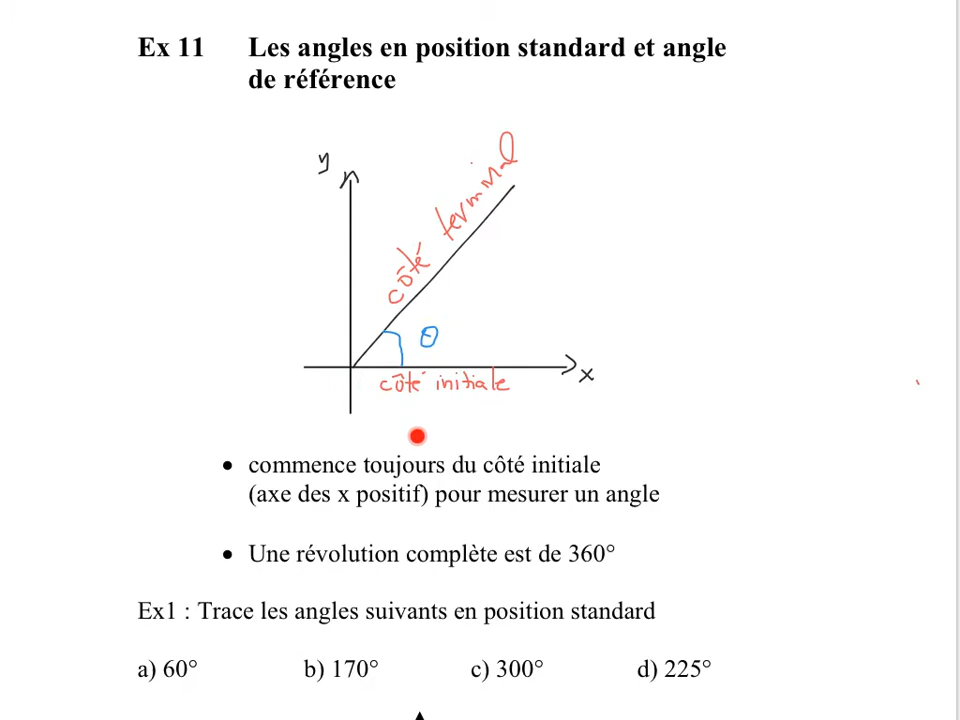 Ex 11 Les angles en position standard et angle
de référence
y
côté terminal
θ
x
côté initiale
• commence toujours du côté initiale
(axe des x positif) pour mesurer un angle
• Une révolution complète est de 360°
Ex1 : Trace les angles suivants en position standard
a) 60° b) 170° c) 300° d) 225°